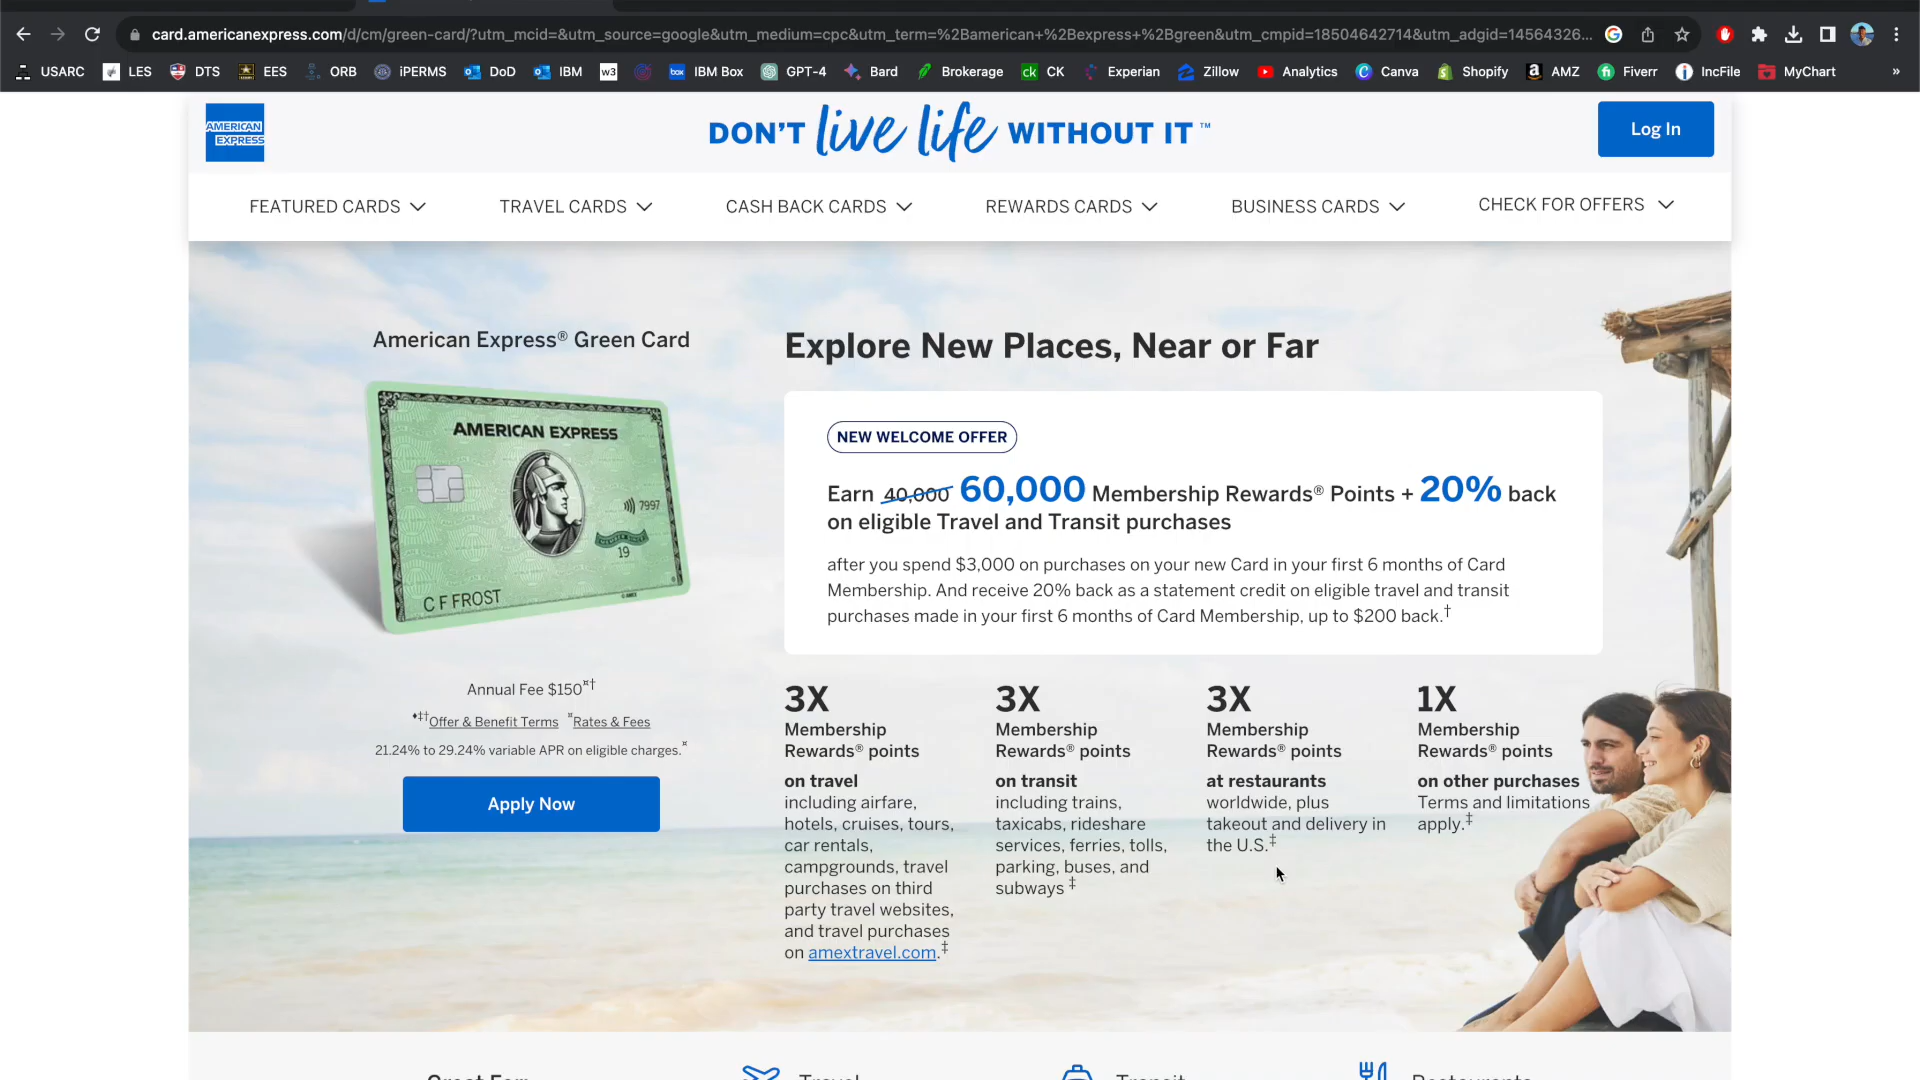 card.americanexpress.com/d/cm/green-card/?utm_mcid=&utm_source=google&utm_medium=cpc&utm_term=%2Bamerican+%2Bexpress+%2Bgreen&utm_cmpid=18504642714&utm_adgid=14564326...
USARC LES DTS EES ORB iPERMS DoD IBM w3 box IBM Box GPT-4 Bard Brokerage ck CK Experian Zillow Analytics Canva Shopify AMZ Fiverr IncFile MyChart »
AMERICAN
EXPRESS
DON'T live life WITHOUT IT™
Log In
FEATURED CARDS TRAVEL CARDS CASH BACK CARDS REWARDS CARDS BUSINESS CARDS CHECK FOR OFFERS
American Express® Green Card
AMERICAN EXPRESS
7997
MEMBER SINCE
19
C F FROST
Annual Fee $150¤†
♦‡†Offer & Benefit Terms ¤Rates & Fees
21.24% to 29.24% variable APR on eligible charges.¤
Apply Now
Explore New Places, Near or Far
NEW WELCOME OFFER
Earn 40,000 60,000 Membership Rewards® Points + 20% back
on eligible Travel and Transit purchases
after you spend $3,000 on purchases on your new Card in your first 6 months of Card
Membership. And receive 20% back as a statement credit on eligible travel and transit
purchases made in your first 6 months of Card Membership, up to $200 back.†
3X
Membership
Rewards® points
on travel
including airfare,
hotels, cruises, tours,
car rentals,
campgrounds, travel
purchases on third
party travel websites,
and travel purchases
on amextravel.com.‡
3X
Membership
Rewards® points
on transit
including trains,
taxicabs, rideshare
services, ferries, tolls,
parking, buses, and
subways ‡
3X
Membership
Rewards® points
at restaurants
worldwide, plus
takeout and delivery in
the U.S.‡
1X
Membership
Rewards® points
on other purchases
Terms and limitations
apply.‡
Great For:
Travel
Transit
Restaurants